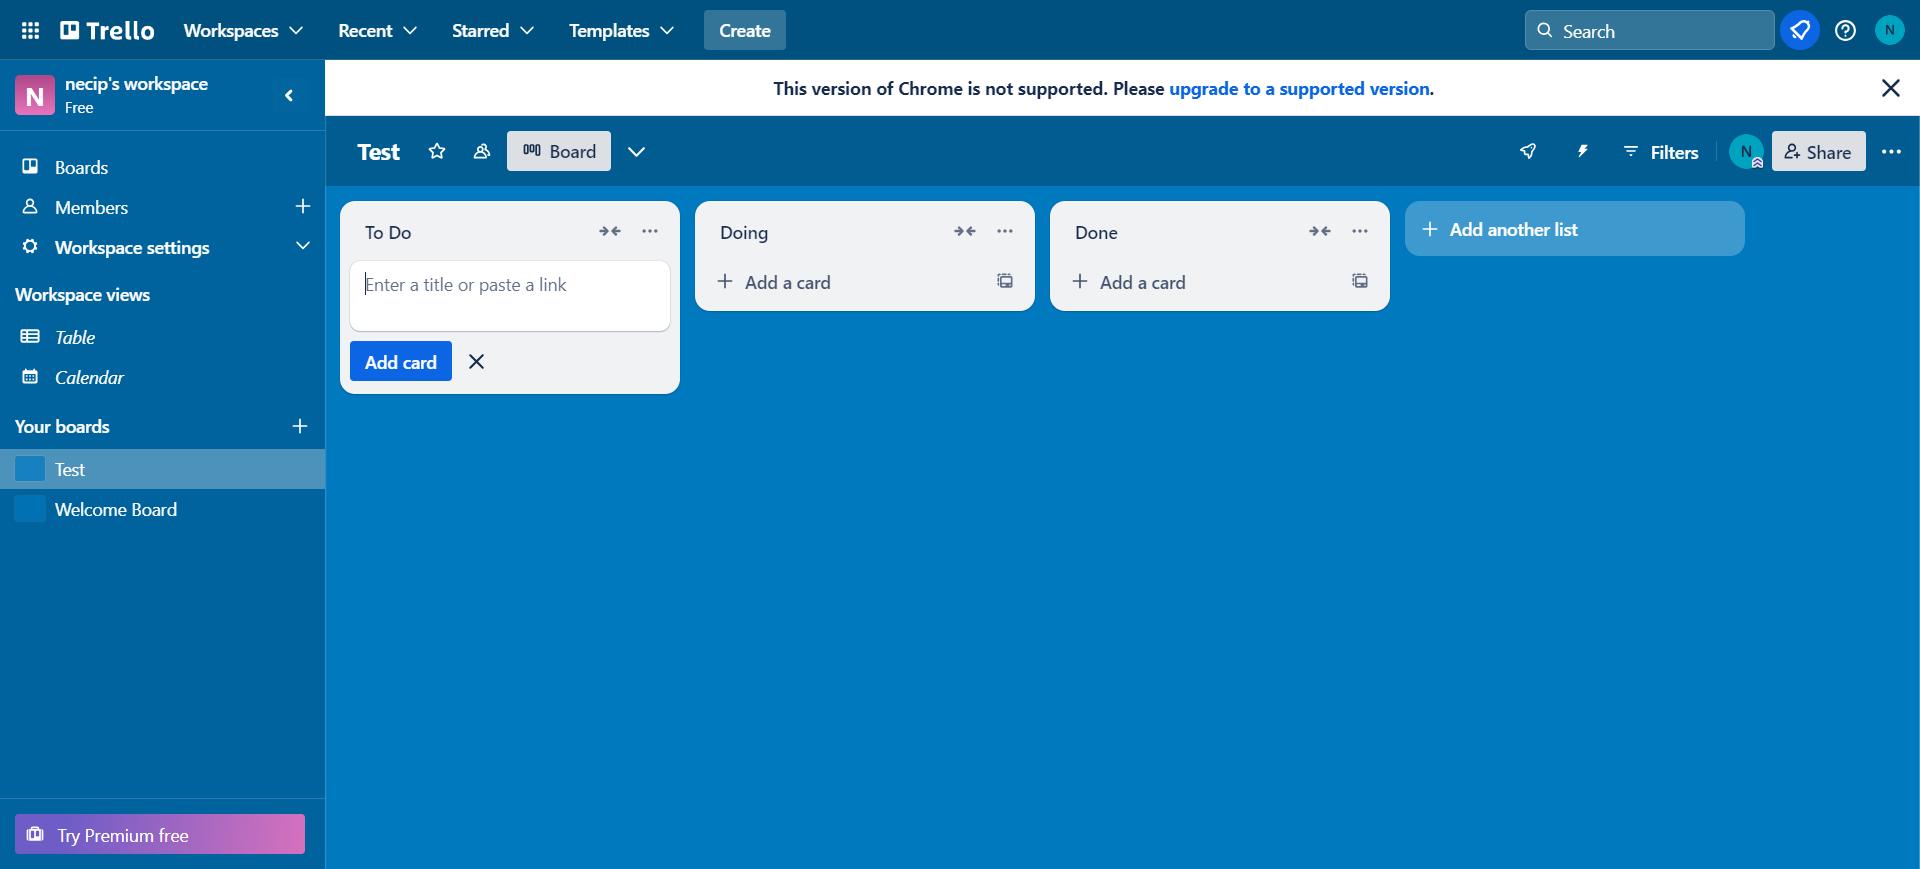 Trello
Workspaces
Recent
Starred
Templates
Create
Search
N
N
necip's workspace
Free
This version of Chrome is not supported. Please upgrade to a supported version.
Test
Board
Filters
N
Share
Boards
Members
Workspace settings
Workspace views
Table
Calendar
Your boards
Test
Welcome Board
Try Premium free
To Do
Enter a title or paste a link
Add card
Doing
Add a card
Done
Add a card
Add another list